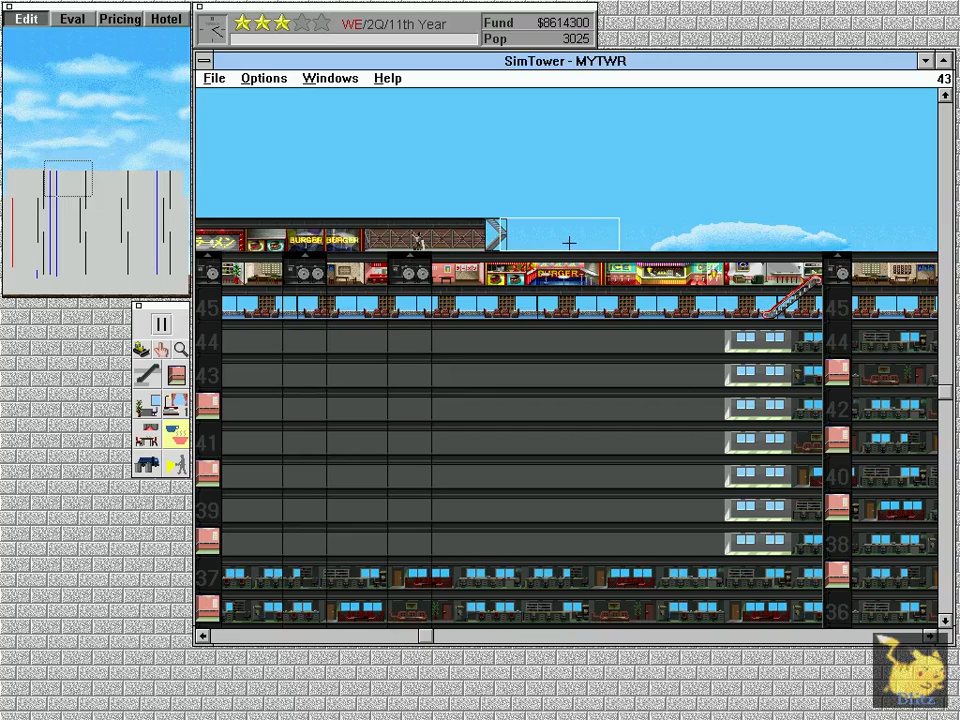 Edit Eval Pricing Hotel
WE/2Q/11th Year
Fund $8614300
Pop 3025
SimTower - MYTWR
File Options Windows Help
43
ラーメン BURGER BURGER
BURGER ICE
45 45
44 44
43
42
41
40
39
38
37
36
Blitz